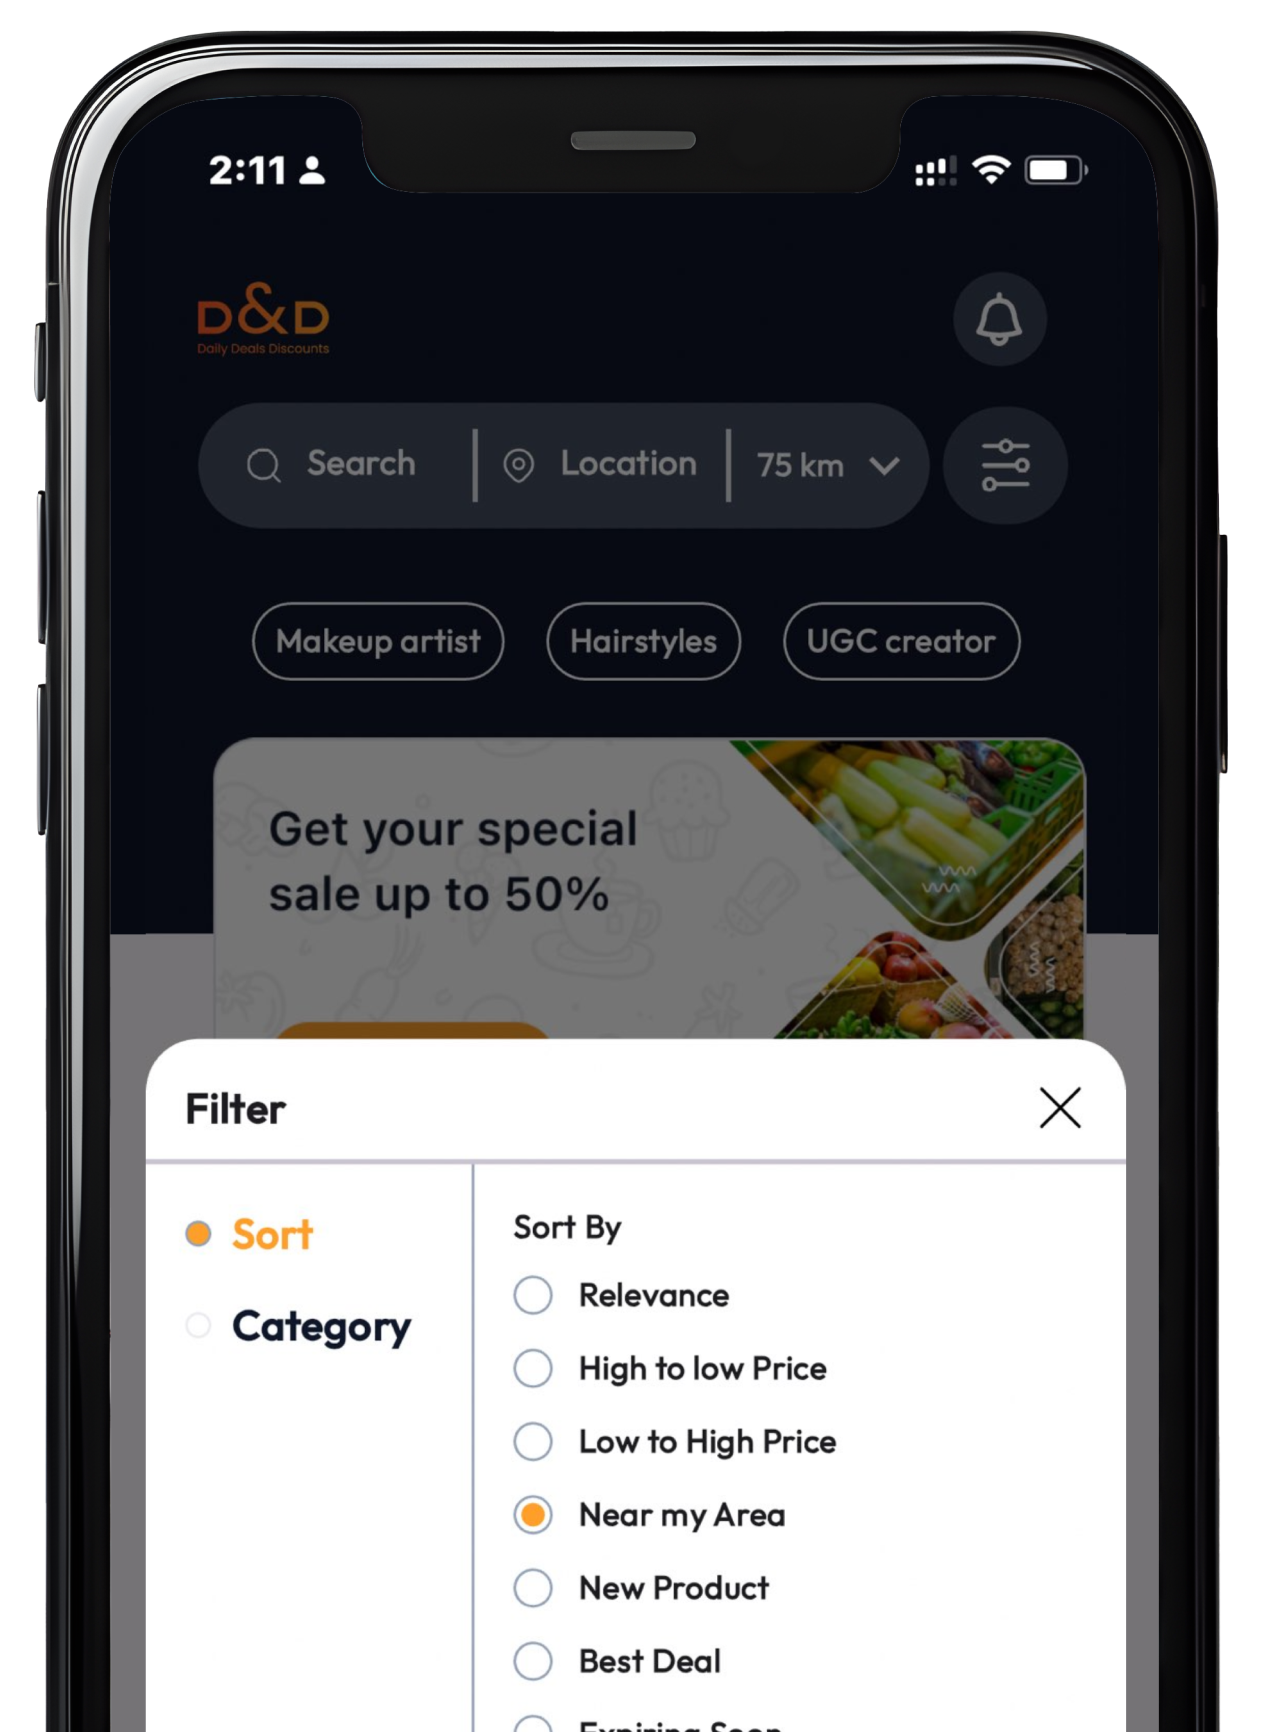 2:11
D&D
Daily Deals Discounts
Search
Location
75 km
Makeup artist
Hairstyles
UGC creator
Get your special
sale up to 50%
Filter
Sort
Category
Sort By
Relevance
High to low Price
Low to High Price
Near my Area
New Product
Best Deal
Expiring Soon